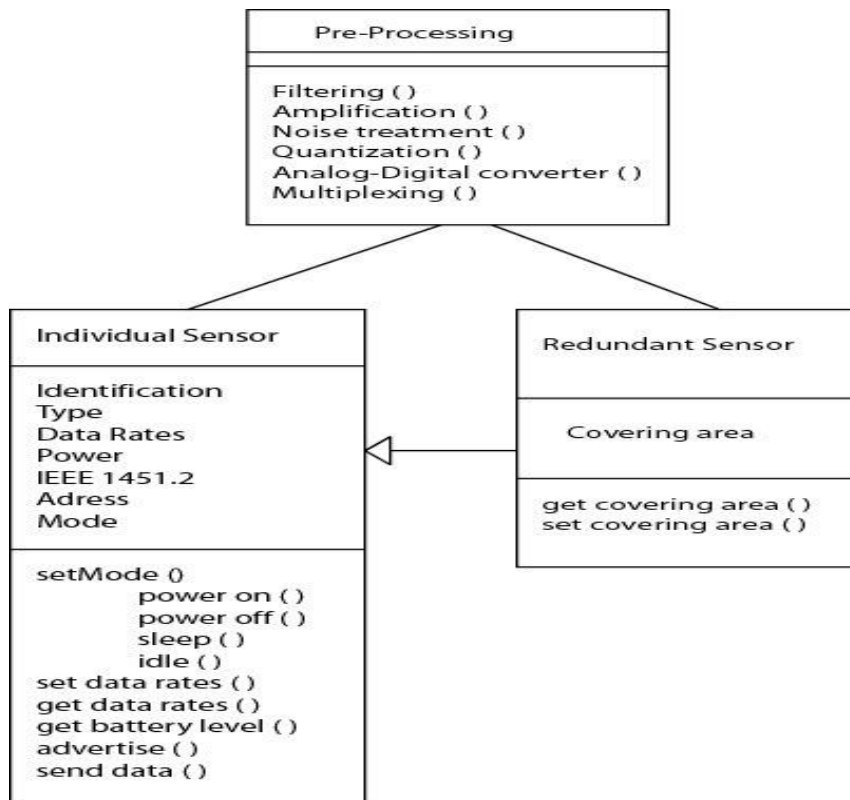 Pre-Processing
Filtering ( )
Amplification ( )
Noise treatment ( )
Quantization ( )
Analog-Digital converter ( )
Multiplexing ( )
Individual Sensor
Identification
Type
Data Rates
Power
IEEE 1451.2
Adress
Mode
setMode ()
power on ( )
power off ( )
sleep ( )
idle ( )
set data rates ( )
get data rates ( )
get battery level ( )
advertise ( )
send data ( )
Redundant Sensor
Covering area
get covering area ( )
set covering area ( )